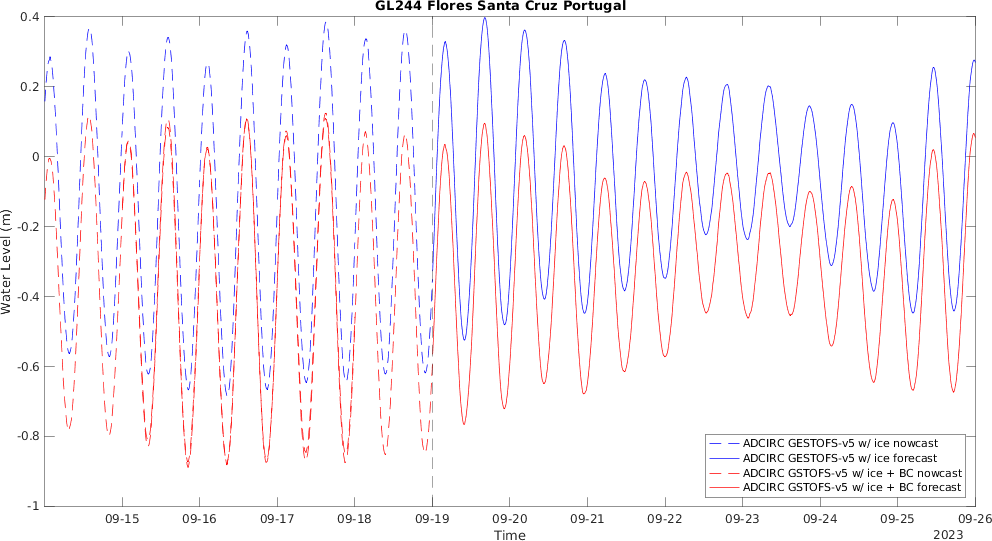 GL244 Flores Santa Cruz Portugal
0.4
0.2
0
-0.2
-0.4
-0.6
-0.8
-1
Water Level (m)
ADCIRC GESTOFS-v5 w/ ice nowcast
ADCIRC GESTOFS-v5 w/ ice forecast
ADCIRC GSTOFS-v5 w/ ice + BC nowcast
ADCIRC GSTOFS-v5 w/ ice + BC forecast
09-15 09-16 09-17 09-18 09-19 09-20 09-21 09-22 09-23 09-24 09-25 09-26
Time
2023